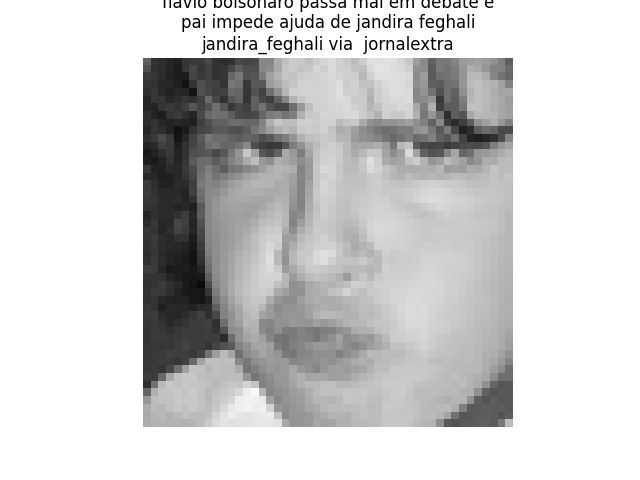 flavio bolsonaro passa mal em debate e
pai impede ajuda de jandira feghali
jandira_feghali via  jornalextra